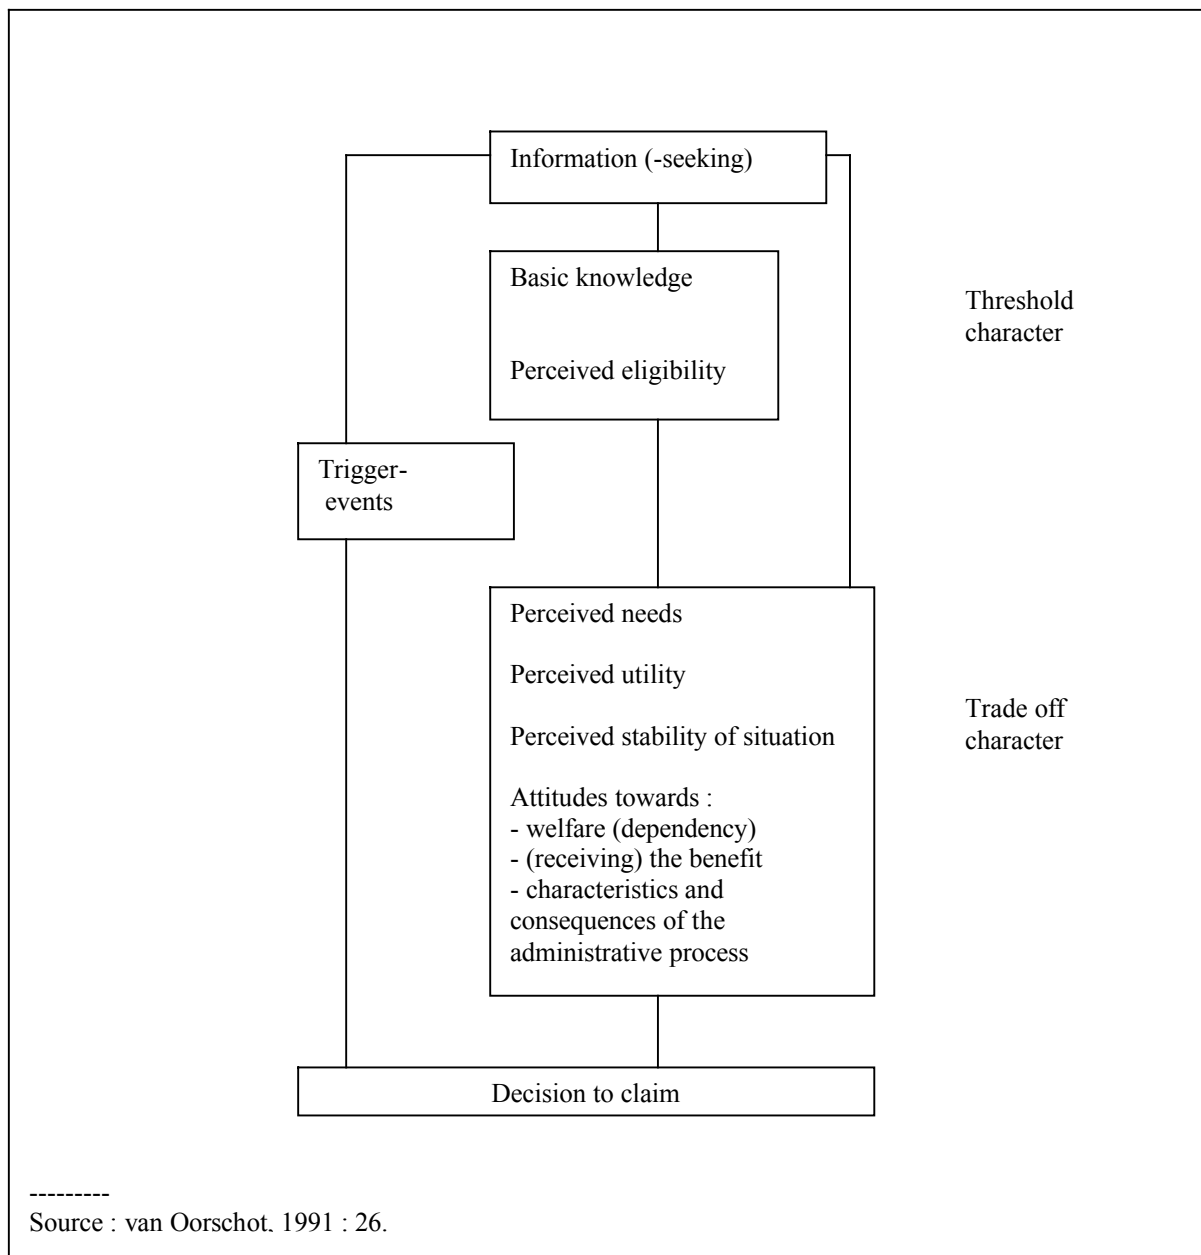 Information (-seeking)
Basic knowledge
Perceived eligibility
Threshold
character
Trigger-
events
Perceived needs
Perceived utility
Perceived stability of situation
Attitudes towards :
- welfare (dependency)
- (receiving) the benefit
- characteristics and
consequences of the
administrative process
Trade off
character
Decision to claim
---------
Source : van Oorschot, 1991 : 26.